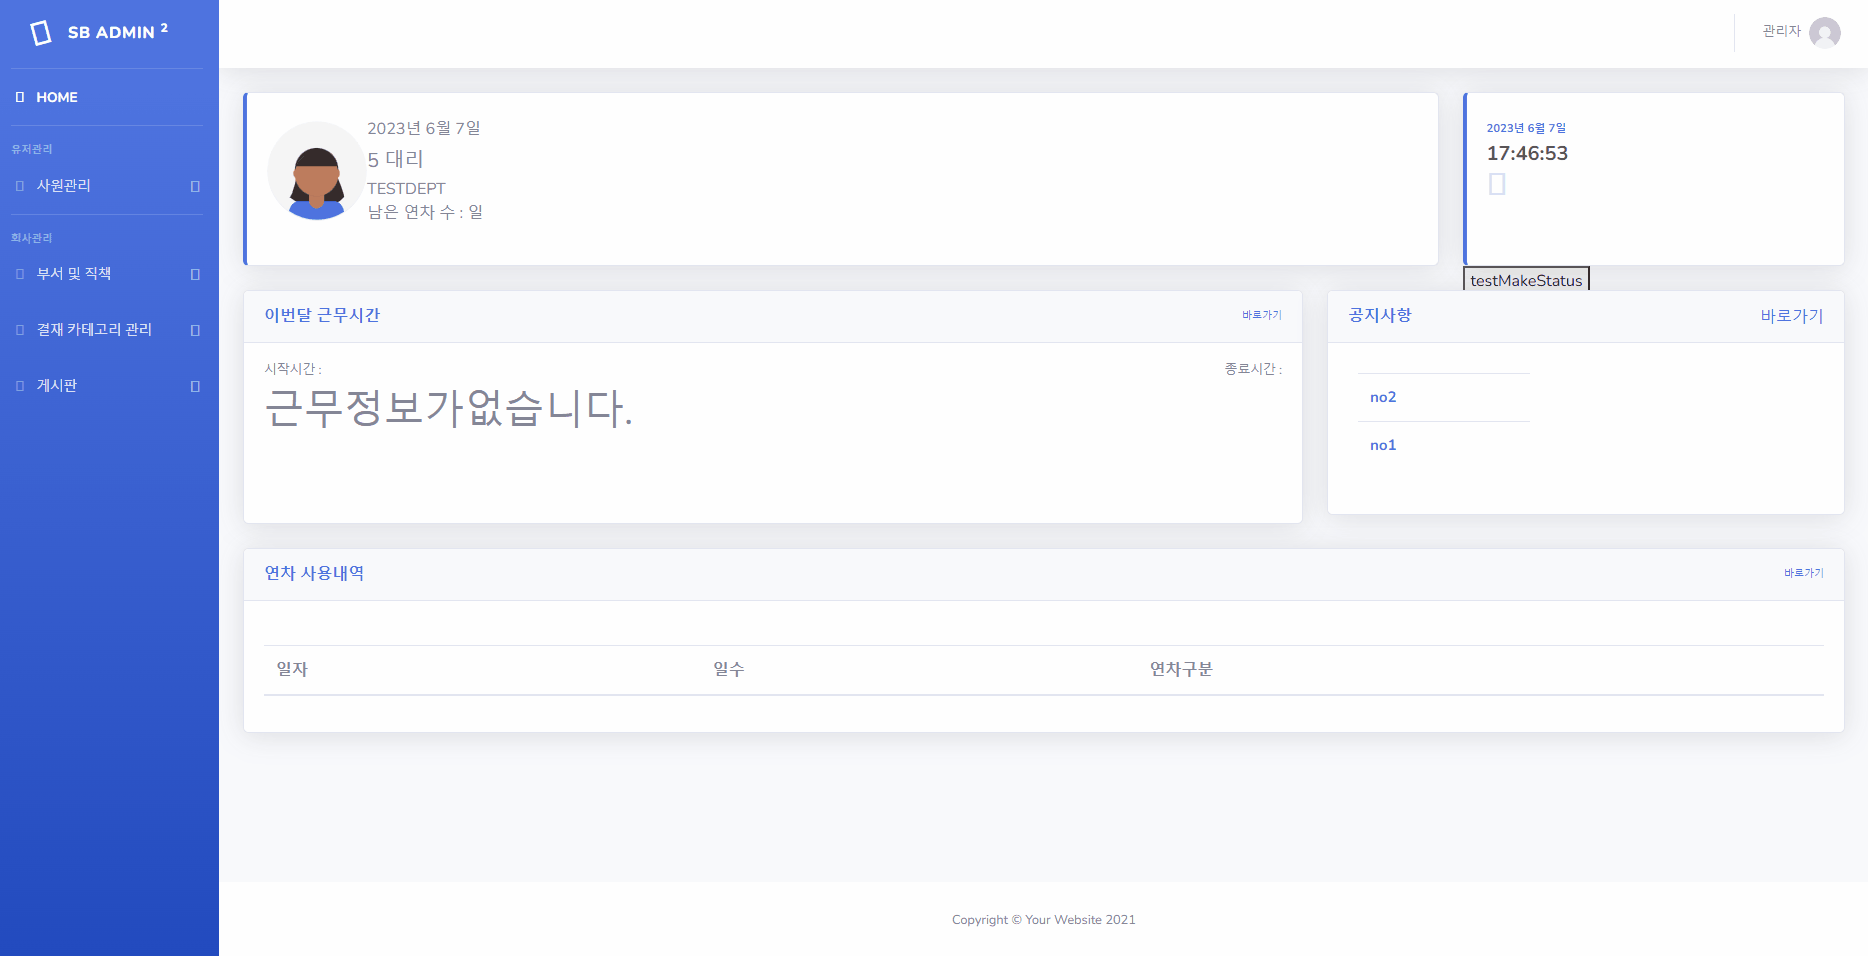 SB ADMIN 2
HOME
유저관리
사원관리
회사관리
부서 및 직책
결재 카테고리 관리
게시판
관리자
2023년 6월 7일
5 대리
TESTDEPT
남은 연차 수 : 일
2023년 6월 7일
17:46:53
testMakeStatus
이번달 근무시간
바로가기
시작시간 :
종료시간 :
근무정보가없습니다.
공지사항
바로가기
no2
no1
연차 사용내역
바로가기
일자
일수
연차구분
Copyright © Your Website 2021